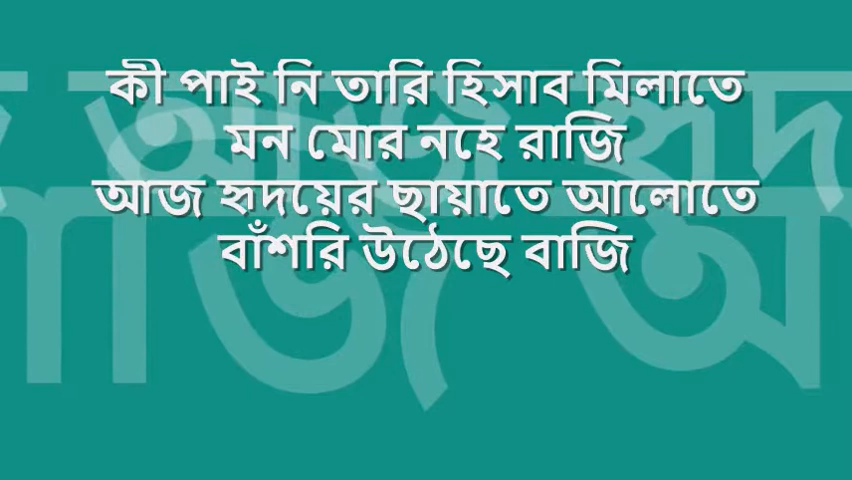 কী পাই নি তারি হিসাব মিলাতে
মন মোর নহে রাজি
আজ হৃদয়ের ছায়াতে আলোতে
বাঁশরি উঠেছে বাজি